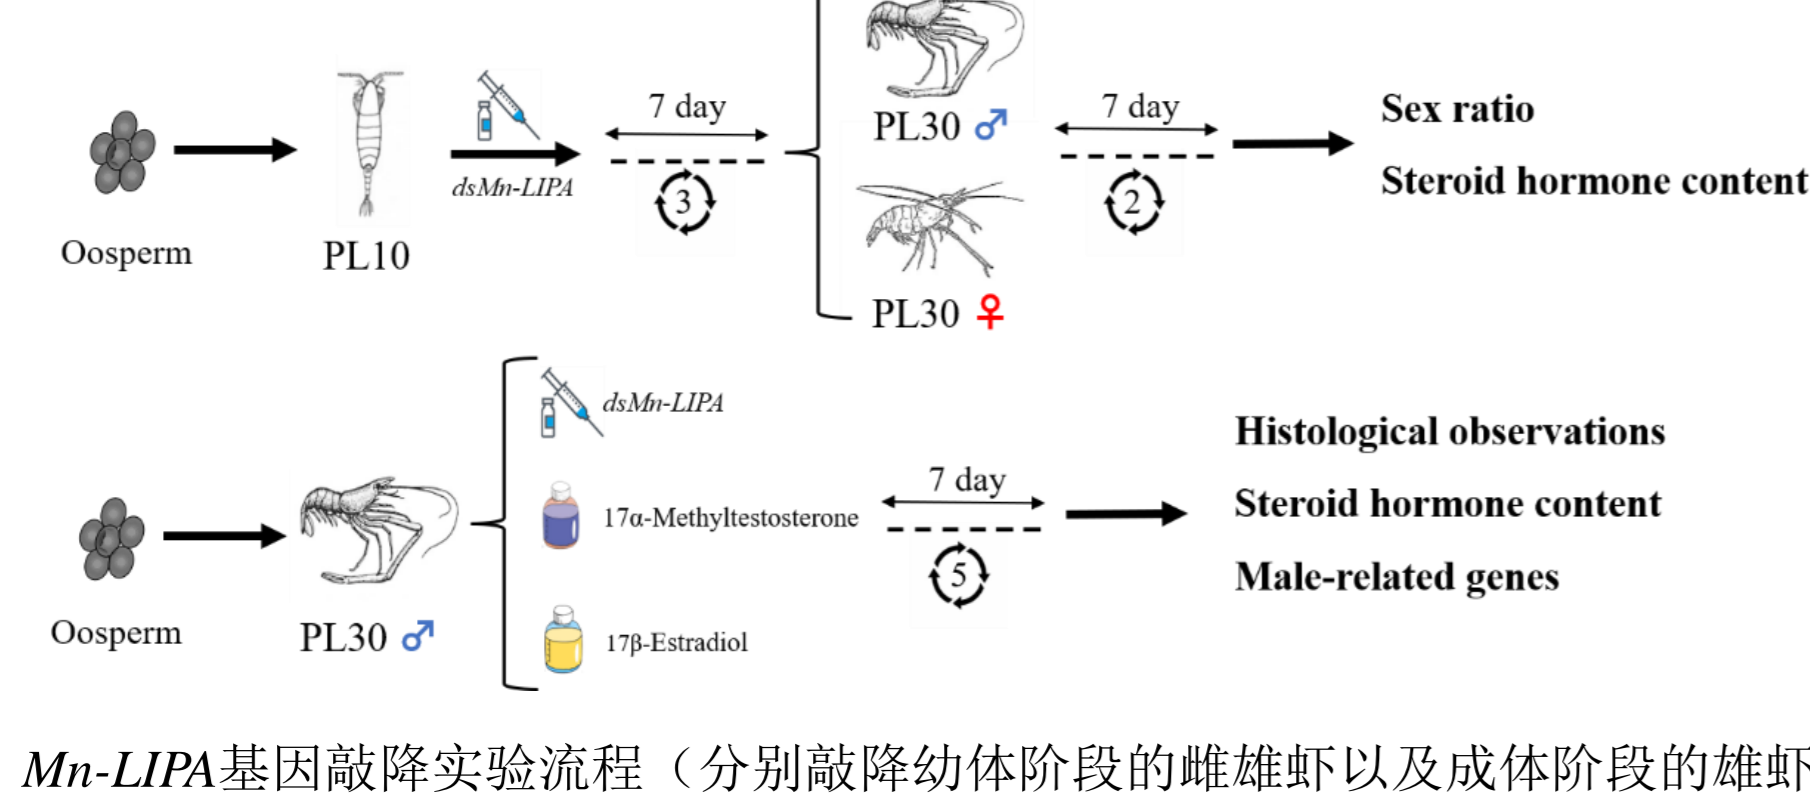 7 day
7 day
PL30 ♂
Sex ratio
dsMn-LIPA
3
2
Steroid hormone content
Oosperm
PL10
PL30 ♀
dsMn-LIPA
Histological observations
7 day
17α-Methyltestosterone
Steroid hormone content
5
Male-related genes
Oosperm
PL30 ♂
17β-Estradiol
Mn-LIPA基因敲降实验流程（分别敲降幼体阶段的雌雄虾以及成体阶段的雄虾